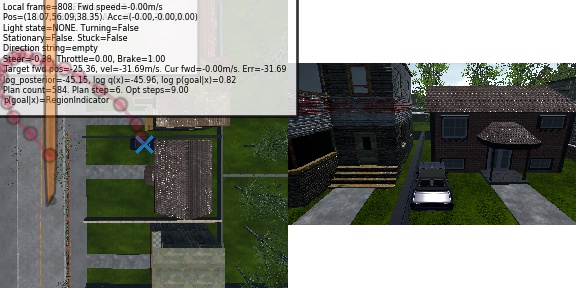 Local frame=808. Fwd speed=-0.00m/s
Pos=(18.07,56.09,38.35). Acc=(-0.00,-0.00,0.00)
Light state=NONE. Turning=False
Stationary=False. Stuck=False
Direction string=empty
Steer=-0.38, Throttle=0.00, Brake=1.00
Target fwd pos=-25.36, vel=-31.69m/s. Cur fwd=-0.00m/s. Err=-31.69
log_posterior=-45.15, log q(x)=-45.96, log p(goal|x)=0.82
Plan count=584. Plan step=6. Opt steps=9.00
p(goal|x)=RegionIndicator